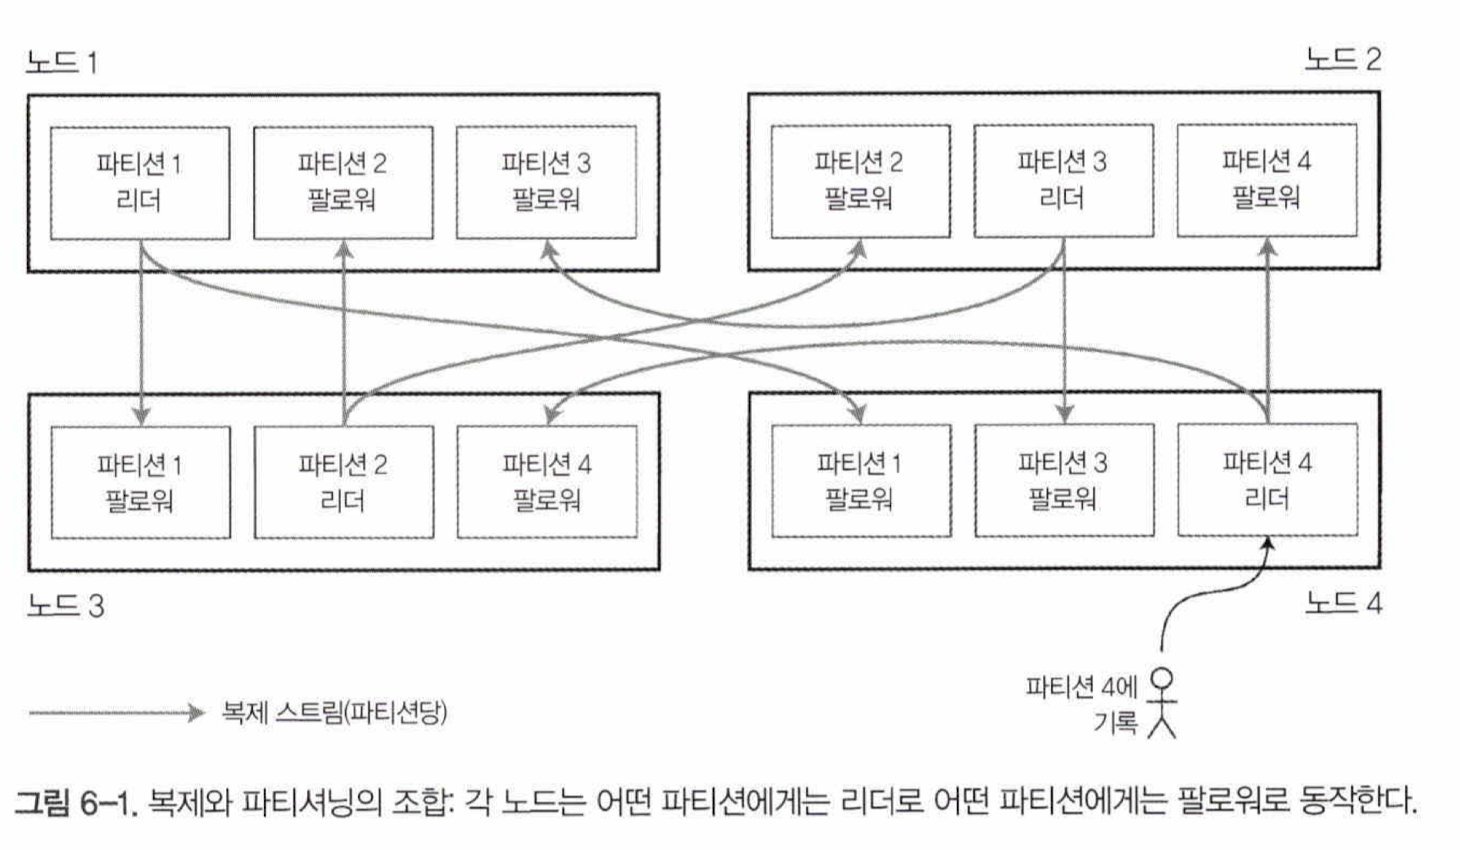 노드 1
노드 2
파티션 1
리더
파티션 2
팔로워
파티션 3
팔로워
파티션 2
팔로워
파티션 3
리더
파티션 4
팔로워
파티션 1
팔로워
파티션 2
리더
파티션 4
팔로워
파티션 1
팔로워
파티션 3
팔로워
파티션 4
리더
노드 3
노드 4
파티션 4에
기록
복제 스트림(파티션당)
그림 6-1. 복제와 파티셔닝의 조합: 각 노드는 어떤 파티션에게는 리더로 어떤 파티션에게는 팔로워로 동작한다.